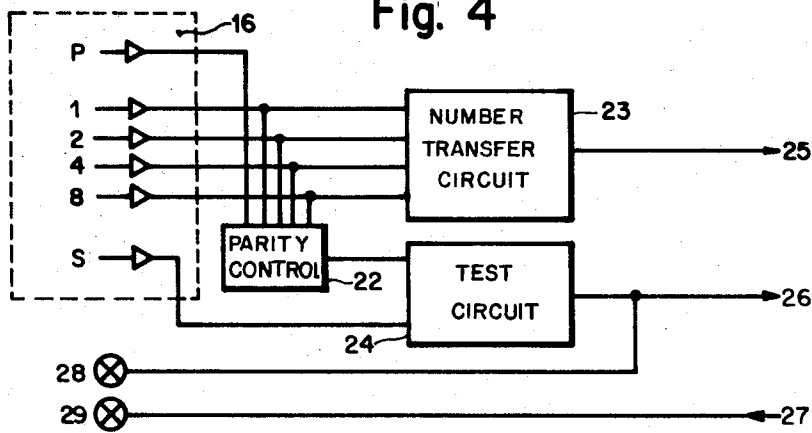 Fig. 4
16
P
1
2
4
8
S
NUMBER
TRANSFER
CIRCUIT
23
25
PARITY
CONTROL
22
TEST
CIRCUIT
24
26
28
29
27